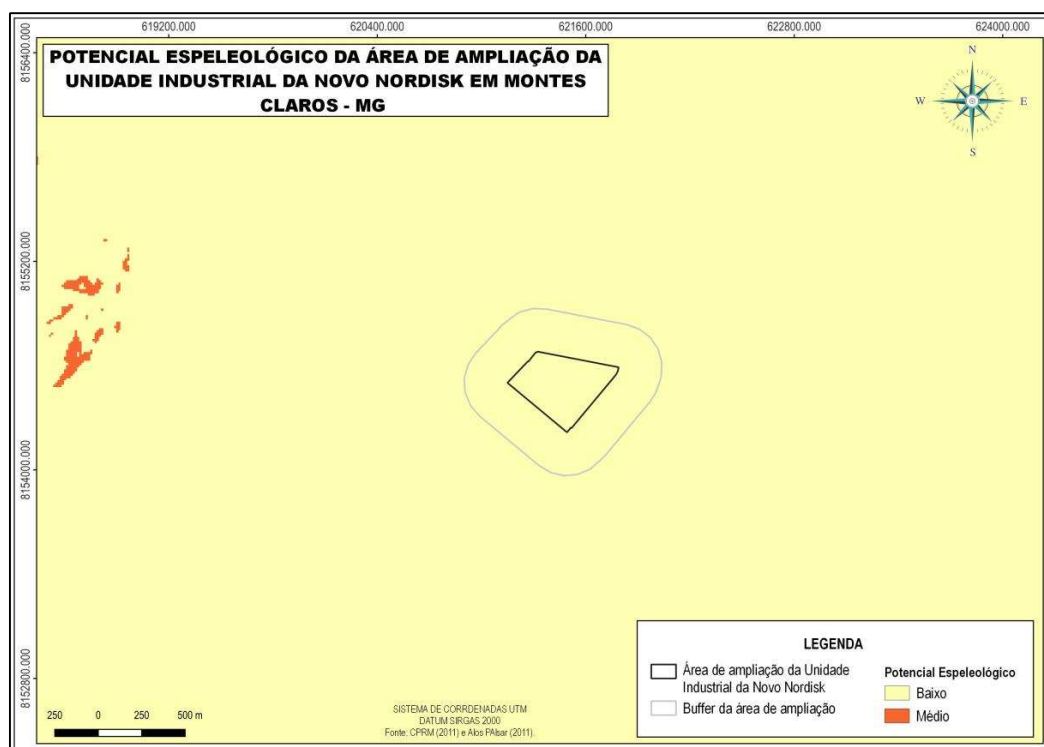 619200.000 620400.000 621600.000 622800.000 624000.000
8156400.000
8155200.000
8154000.000
8152800.000
POTENCIAL ESPELEOLÓGICO DA ÁREA DE AMPLIAÇÃO DA
UNIDADE INDUSTRIAL DA NOVO NORDISK EM MONTES
CLAROS - MG
N
W E
S
LEGENDA
Área de ampliação da Unidade
Industrial da Novo Nordisk
Buffer da área de ampliação
Potencial Espeleológico
Baixo
Médio
250 0 250 500 m
SISTEMA DE CORRDENADAS UTM
DATUM SIRGAS 2000
Fonte: CPRM (2011) e Alos PAlsar (2011).